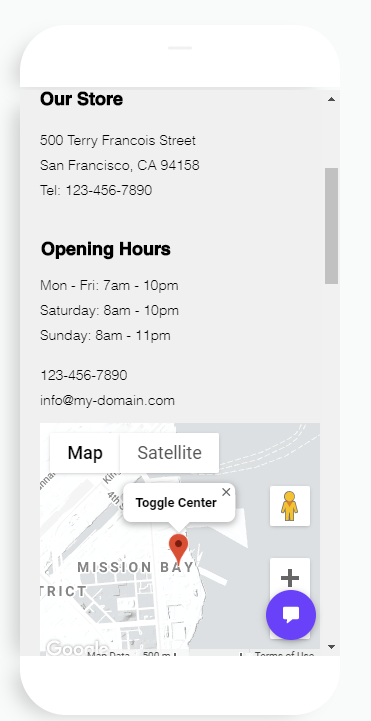 Our Store
500 Terry Francois Street
San Francisco, CA 94158
Tel: 123-456-7890
Opening Hours
Mon - Fri: 7am - 10pm
Saturday: 8am - 10pm
Sunday: 8am - 11pm
123-456-7890
info@my-domain.com
Map Satellite
Toggle Center
4th
MISSION BAY
TRICT
Google
Map Data 500 m Terms of Use